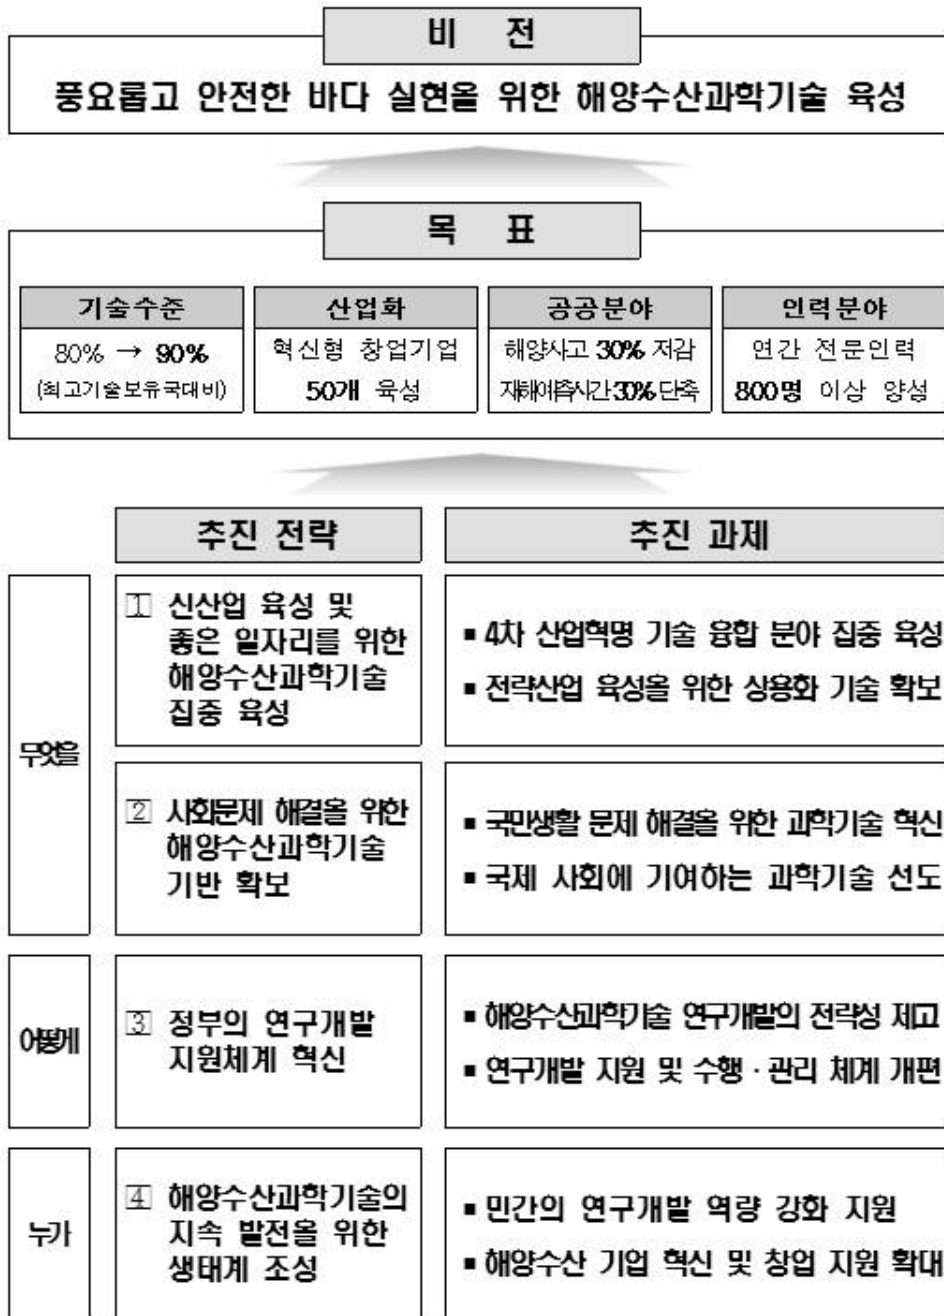 비 전
풍요롭고 안전한 바다 실현을 위한 해양수산과학기술 육성
목 표
기술수준
80% → 90%
(최고기술보유국대비)
산업화
혁신형 창업기업
50개 육성
공공분야
해양사고 30% 저감
재해예측시간 30% 단축
인력분야
연간 전문인력
800명 이상 양성
추진 전략
추진 과제
무엇을
1 신산업 육성 및
좋은 일자리를 위한
해양수산과학기술
집중 육성
▪ 4차 산업혁명 기술 융합 분야 집중 육성
▪ 전략산업 육성을 위한 상용화 기술 확보
2 사회문제 해결을 위한
해양수산과학기술
기반 확보
▪ 국민생활 문제 해결을 위한 과학기술 혁신
▪ 국제 사회에 기여하는 과학기술 선도
어떻게
3 정부의 연구개발
지원체계 혁신
▪ 해양수산과학기술 연구개발의 전략성 제고
▪ 연구개발 지원 및 수행·관리 체계 개편
누가
4 해양수산과학기술의
지속 발전을 위한
생태계 조성
▪ 민간의 연구개발 역량 강화 지원
▪ 해양수산 기업 혁신 및 창업 지원 확대